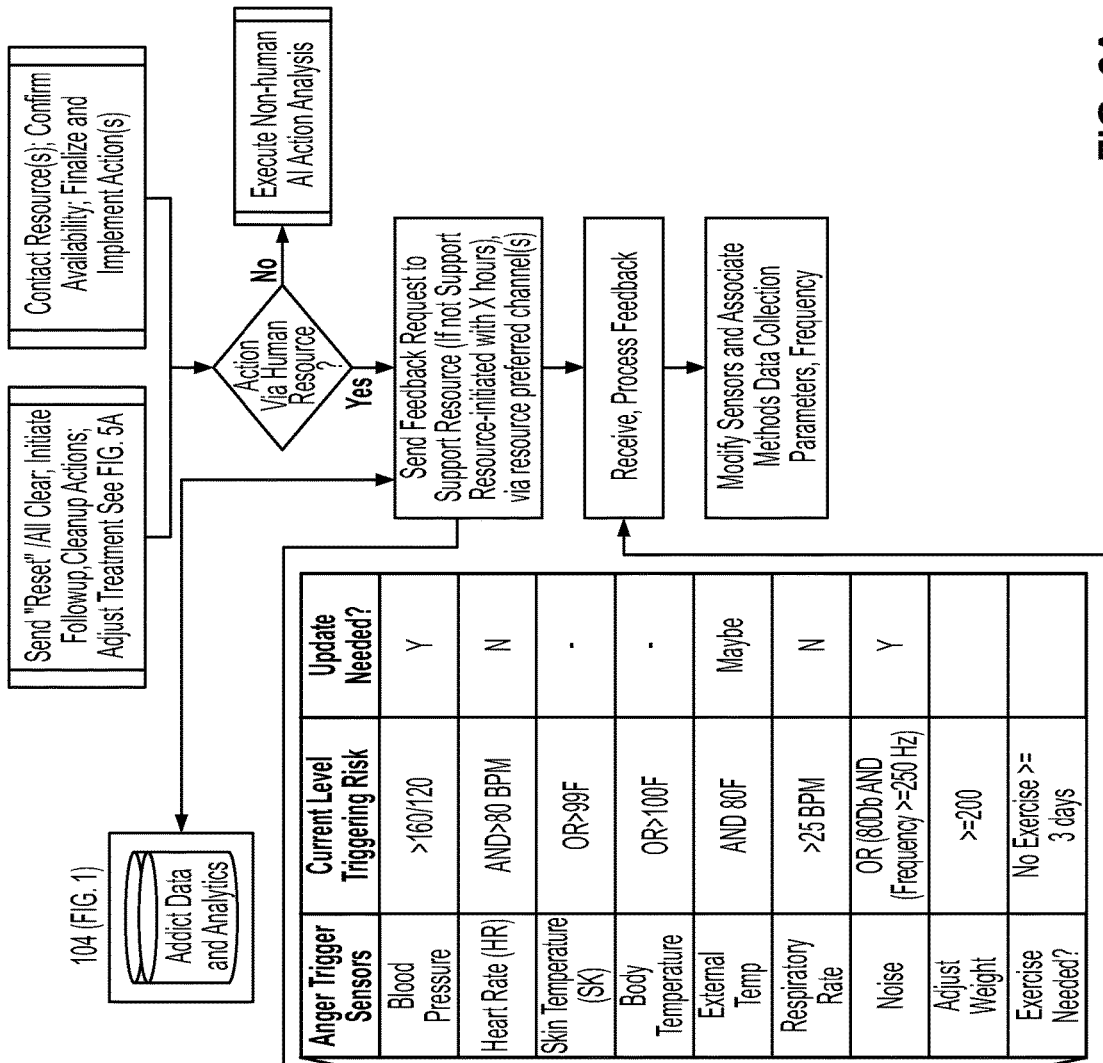 Send "Reset" /All Clear; Initiate
Followup,Cleanup Actions;
Adjust Treatment See FIG. 5A
Contact Resource(s); Confirm
Availability; Finalize and
Implement Action(s)
Action
Via Human
Resource
?
No
Execute Non-human
AI Action Analysis
Yes
104 (FIG. 1)
Addict Data
and Analytics
Send Feedback Request to
Support Resource (If not Support
Resource-initiated with X hours),
via resource preferred channel(s)
Receive, Process Feedback
Modify Sensors and Associate
Methods Data Collection
Parameters, Frequency
Anger Trigger
Sensors
Current Level
Triggering Risk
Update
Needed?
Blood
Pressure
>160/120
Y
Heart Rate (HR)
AND>80 BPM
N
Skin Temperature
(SK)
OR>99F
-
Body
Temperature
OR>100F
-
External
Temp
AND 80F
Maybe
Respiratory
Rate
>25 BPM
N
Noise
OR (80Db AND
(Frequency >=250 Hz)
Y
Adjust
Weight
>=200
Exercise
Needed?
No Exercise >=
3 days